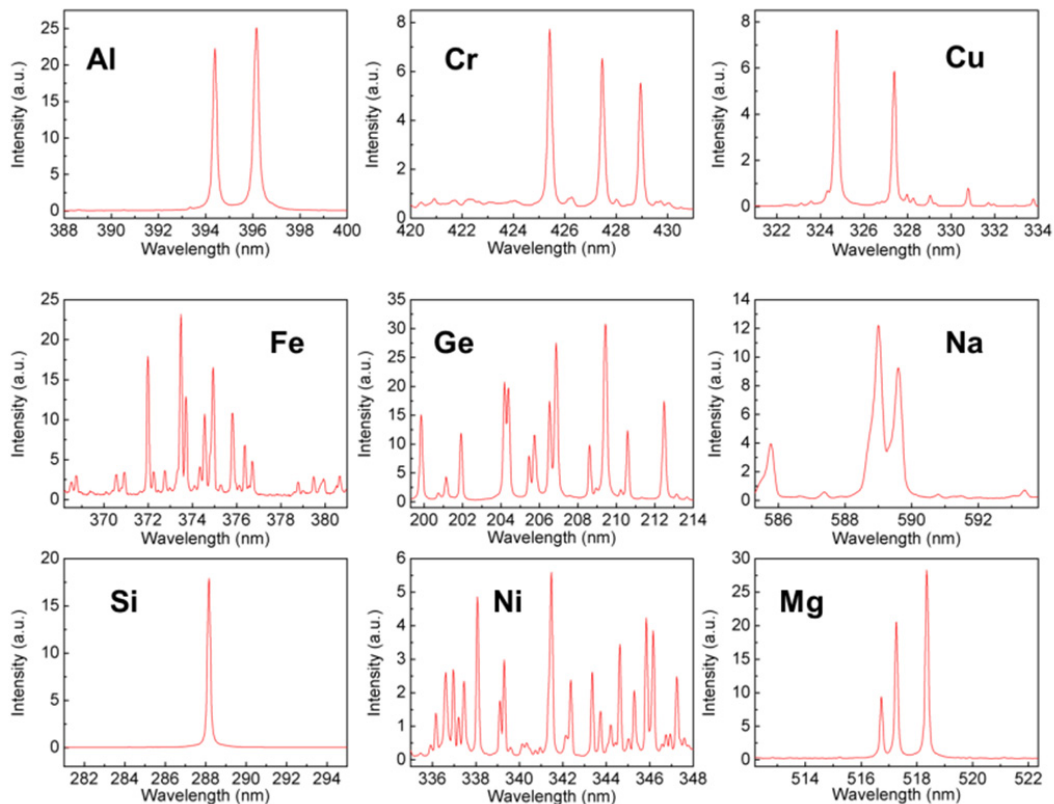 Al
Intensity (a.u.)
25
20
15
10
5
0
388 390 392 394 396 398 400
Wavelength (nm)
Cr
Intensity (a.u.)
8
6
4
2
0
420 422 424 426 428 430
Wavelength (nm)
Cu
Intensity (a.u.)
8
6
4
2
0
322 324 326 328 330 332 334
Wavelength (nm)
Fe
Intensity (a.u.)
25
20
15
10
5
0
370 372 374 376 378 380
Wavelength (nm)
Ge
Intensity (a.u.)
35
30
25
20
15
10
5
0
200 202 204 206 208 210 212 214
Wavelength (nm)
Na
Intensity (a.u.)
14
12
10
8
6
4
2
0
586 588 590 592
Wavelength (nm)
Si
Intensity (a.u.)
20
15
10
5
0
282 284 286 288 290 292 294
Wavelength (nm)
Ni
Intensity (a.u.)
6
5
4
3
2
1
0
336 338 340 342 344 346 348
Wavelength (nm)
Mg
Intensity (a.u.)
30
25
20
15
10
5
0
514 516 518 520 522
Wavelength (nm)